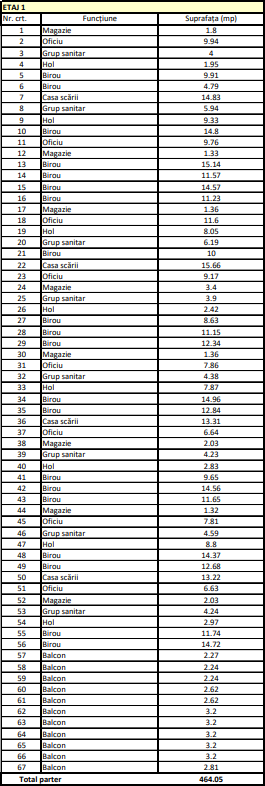 ETAJ 1
Nr. crt. Funcțiune Suprafața (mp)
1 Magazie 1.8
2 Oficiu 9.94
3 Grup sanitar 4
4 Hol 1.95
5 Birou 9.91
6 Birou 4.79
7 Casa scării 14.83
8 Grup sanitar 5.94
9 Hol 9.33
10 Birou 14.8
11 Oficiu 9.76
12 Magazie 1.33
13 Birou 15.14
14 Birou 11.57
15 Birou 14.57
16 Birou 11.23
17 Magazie 1.36
18 Oficiu 11.6
19 Hol 8.05
20 Grup sanitar 6.19
21 Birou 10
22 Casa scării 15.66
23 Oficiu 9.17
24 Magazie 3.4
25 Grup sanitar 3.9
26 Hol 2.42
27 Birou 8.63
28 Birou 11.15
29 Birou 12.34
30 Magazie 1.36
31 Oficiu 7.86
32 Grup sanitar 4.38
33 Hol 7.87
34 Birou 14.96
35 Birou 12.84
36 Casa scării 13.31
37 Oficiu 6.64
38 Magazie 2.03
39 Grup sanitar 4.23
40 Hol 2.83
41 Birou 9.65
42 Birou 14.56
43 Birou 11.65
44 Magazie 1.32
45 Oficiu 7.81
46 Grup sanitar 4.59
47 Hol 8.8
48 Birou 14.37
49 Birou 12.68
50 Casa scării 13.22
51 Oficiu 6.63
52 Magazie 2.03
53 Grup sanitar 4.24
54 Hol 2.97
55 Birou 11.74
56 Birou 14.72
57 Balcon 2.27
58 Balcon 2.24
59 Balcon 2.24
60 Balcon 2.62
61 Balcon 2.62
62 Balcon 3.2
63 Balcon 3.2
64 Balcon 3.2
65 Balcon 3.2
66 Balcon 3.2
67 Balcon 2.81
Total parter 464.05